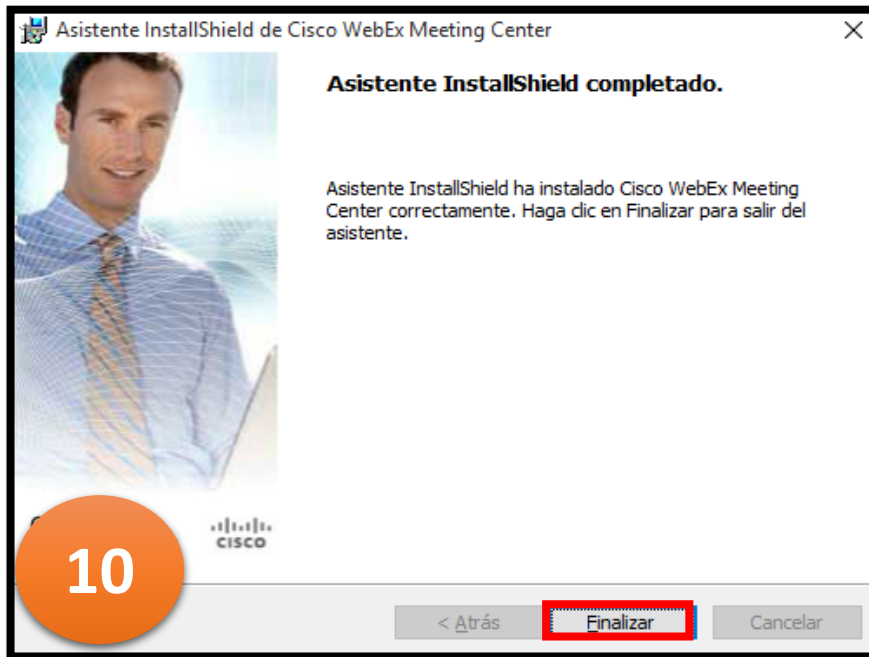 Asistente InstallShield de Cisco WebEx Meeting Center
Asistente InstallShield completado.
Asistente InstallShield ha instalado Cisco WebEx Meeting
Center correctamente. Haga clic en Finalizar para salir del
asistente.
CISCO
10
< Atrás
Finalizar
Cancelar